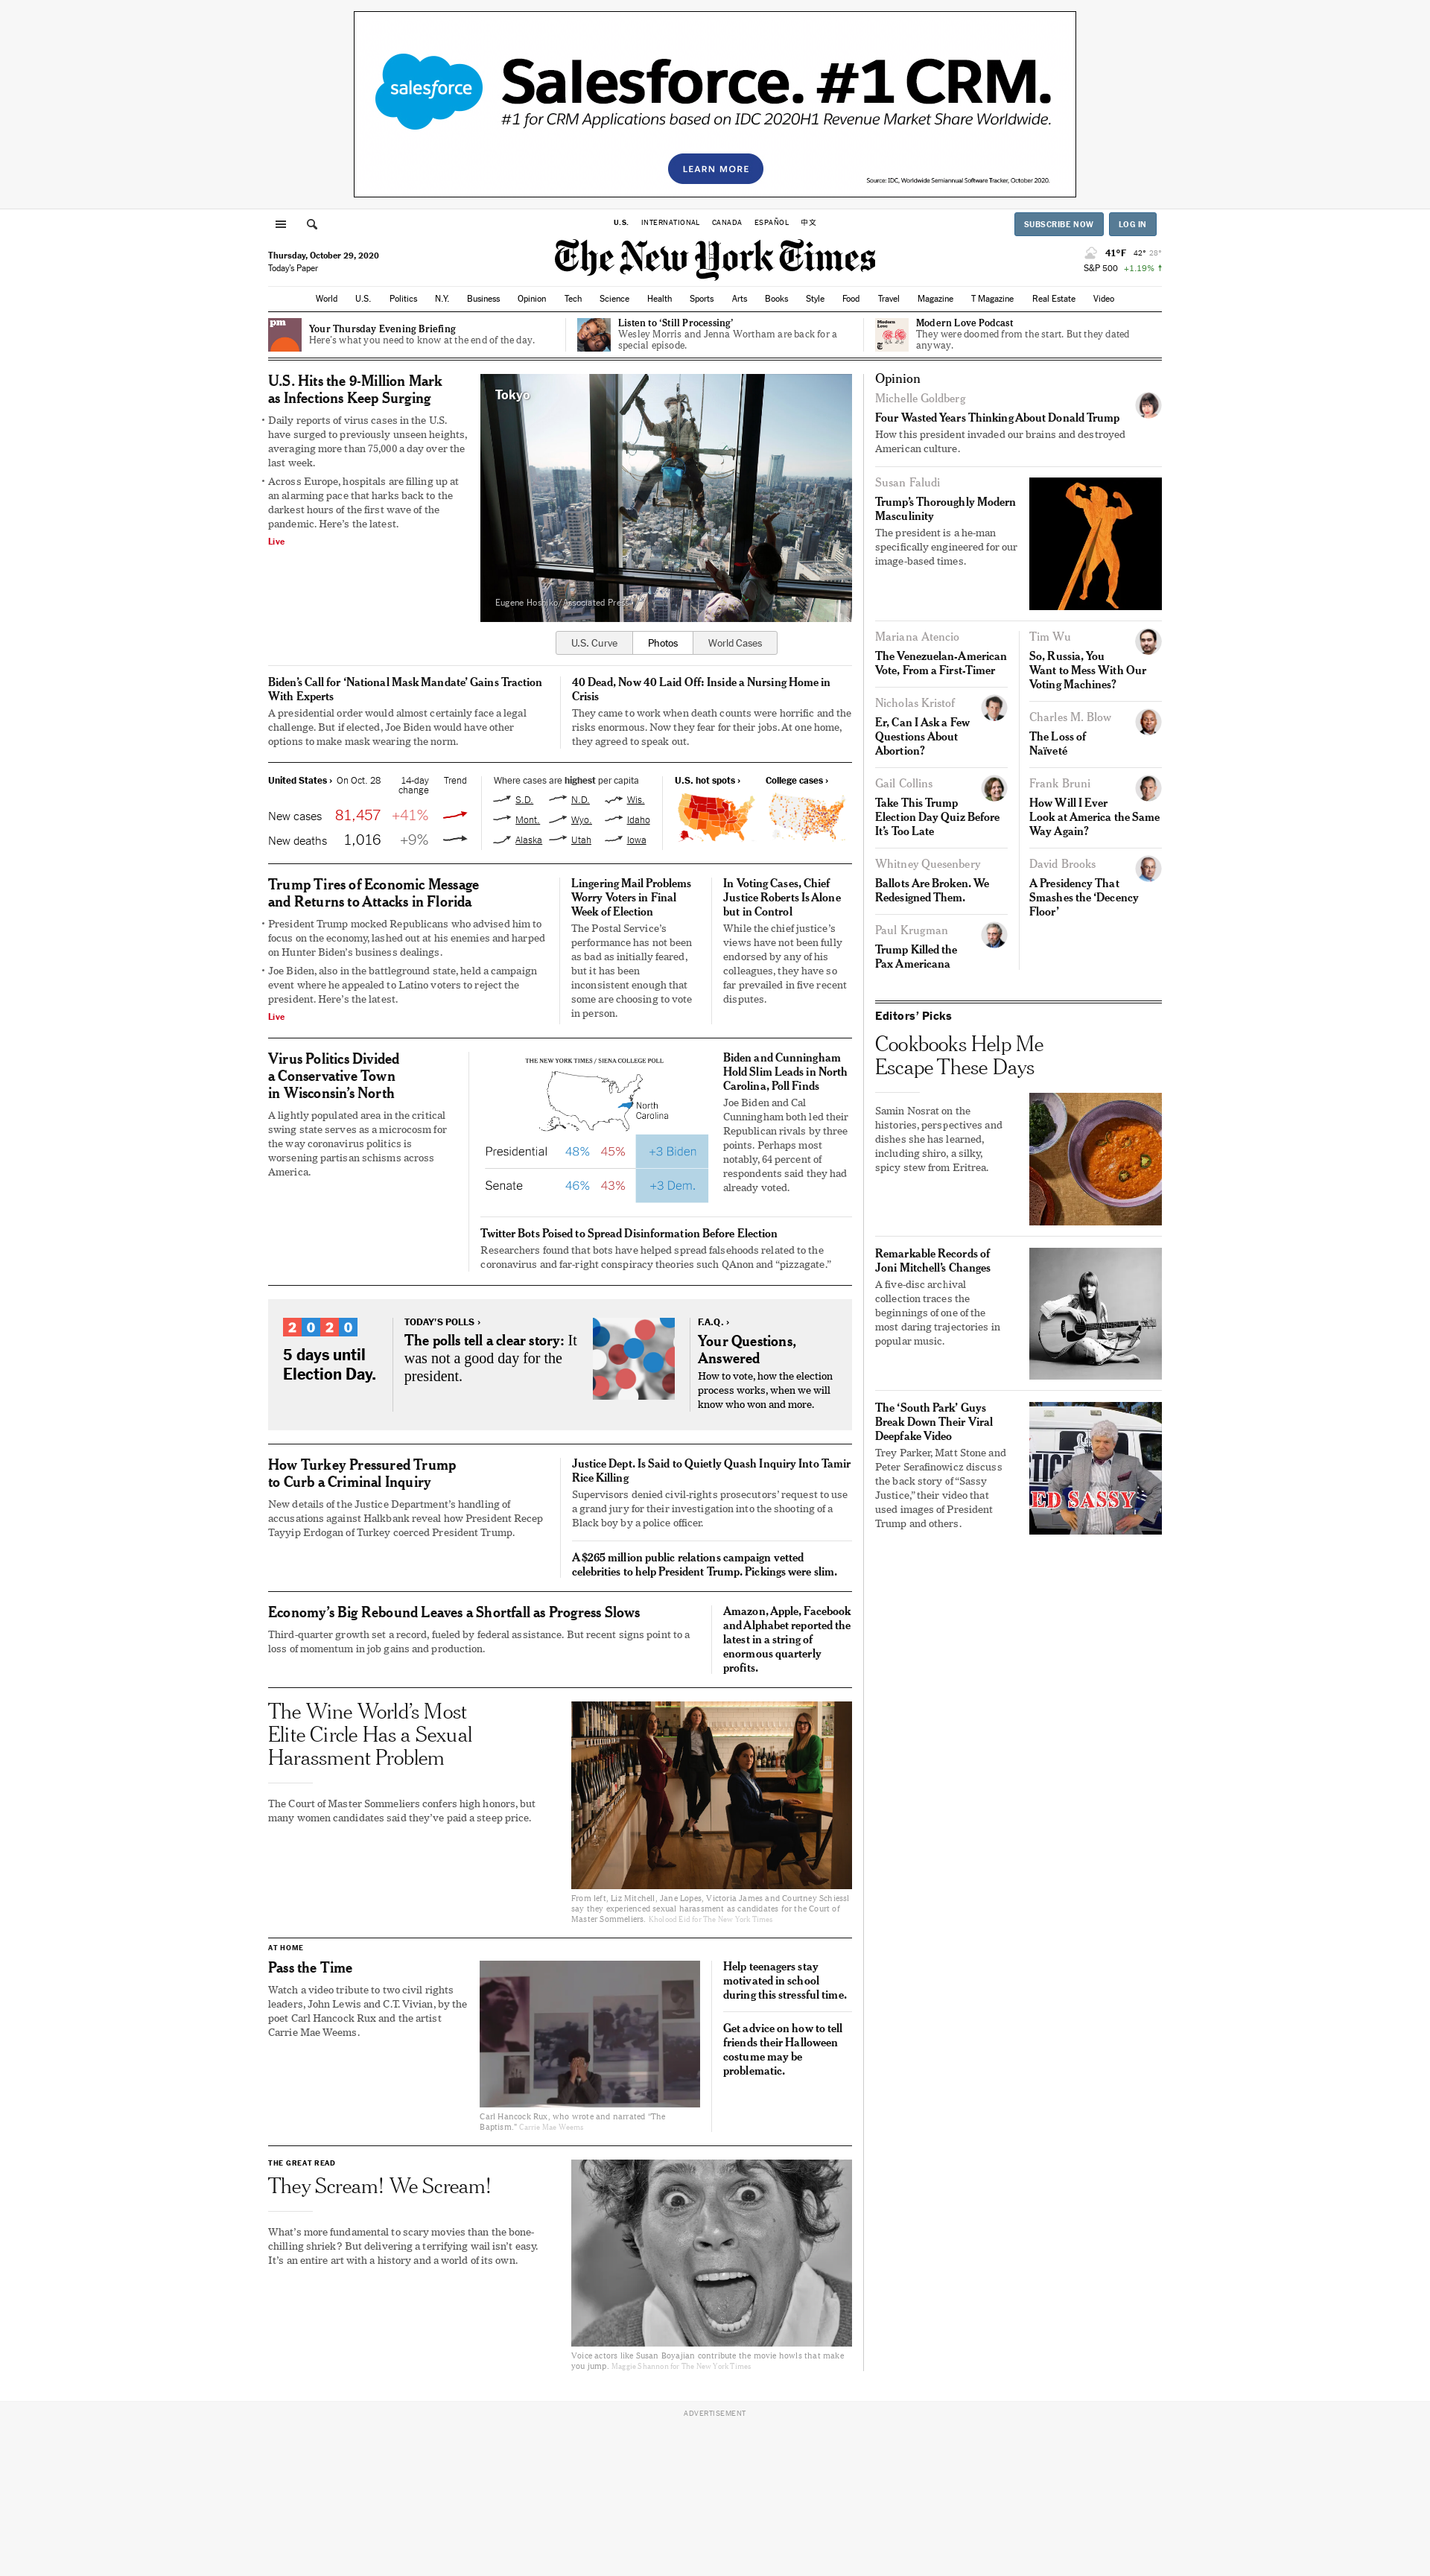 salesforce
Salesforce. #1 CRM.
#1 for CRM Applications based on IDC 2020H1 Revenue Market Share Worldwide.
LEARN MORE
Source: IDC, Worldwide Semiannual Software Tracker, October 2020.
U.S. INTERNATIONAL CANADA ESPAÑOL 中文
SUBSCRIBE NOW LOG IN
Thursday, October 29, 2020
Today's Paper
The New York Times
41°F 42° 28°
S&P 500 +1.19%
World U.S. Politics N.Y. Business Opinion Tech Science Health Sports Arts Books Style Food Travel Magazine T Magazine Real Estate Video
pm
Your Thursday Evening Briefing
Here's what you need to know at the end of the day.
Listen to 'Still Processing'
Wesley Morris and Jenna Wortham are back for a
special episode.
Modern Love
Modern Love Podcast
They were doomed from the start. But they dated
anyway.
U.S. Hits the 9-Million Mark
as Infections Keep Surging
• Daily reports of virus cases in the U.S.
have surged to previously unseen heights,
averaging more than 75,000 a day over the
last week.
• Across Europe, hospitals are filling up at
an alarming pace that harks back to the
darkest hours of the first wave of the
pandemic. Here's the latest.
Live
Tokyo
Eugene Hoshiko/Associated Press
U.S. Curve Photos World Cases
Biden's Call for 'National Mask Mandate' Gains Traction
With Experts
A presidential order would almost certainly face a legal
challenge. But if elected, Joe Biden would have other
options to make mask wearing the norm.
40 Dead, Now 40 Laid Off: Inside a Nursing Home in
Crisis
They came to work when death counts were horrific and the
risks enormous. Now they fear for their jobs. At one home,
they agreed to speak out.
United States › On Oct. 28 14-day change Trend
New cases 81,457 +41%
New deaths 1,016 +9%
Where cases are highest per capita
S.D. N.D. Wis.
Mont. Wyo. Idaho
Alaska Utah Iowa
U.S. hot spots › College cases ›
Trump Tires of Economic Message
and Returns to Attacks in Florida
• President Trump mocked Republicans who advised him to
focus on the economy, lashed out at his enemies and harped
on Hunter Biden's business dealings.
• Joe Biden, also in the battleground state, held a campaign
event where he appealed to Latino voters to reject the
president. Here's the latest.
Live
Lingering Mail Problems
Worry Voters in Final
Week of Election
The Postal Service's
performance has not been
as bad as initially feared,
but it has been
inconsistent enough that
some are choosing to vote
in person.
In Voting Cases, Chief
Justice Roberts Is Alone
but in Control
While the chief justice's
views have not been fully
endorsed by any of his
colleagues, they have so
far prevailed in five recent
disputes.
Virus Politics Divided
a Conservative Town
in Wisconsin's North
A lightly populated area in the critical
swing state serves as a microcosm for
the way coronavirus politics is
worsening partisan schisms across
America.
THE NEW YORK TIMES / SIENA COLLEGE POLL
North
Carolina
Presidential 48% 45% +3 Biden
Senate 46% 43% +3 Dem.
Biden and Cunningham
Hold Slim Leads in North
Carolina, Poll Finds
Joe Biden and Cal
Cunningham both led their
Republican rivals by three
points. Perhaps most
notably, 64 percent of
respondents said they had
already voted.
Twitter Bots Poised to Spread Disinformation Before Election
Researchers found that bots have helped spread falsehoods related to the
coronavirus and far-right conspiracy theories such QAnon and "pizzagate."
2020
5 days until
Election Day.
TODAY'S POLLS ›
The polls tell a clear story: It
was not a good day for the
president.
F.A.Q. ›
Your Questions,
Answered
How to vote, how the election
process works, when we will
know who won and more.
How Turkey Pressured Trump
to Curb a Criminal Inquiry
New details of the Justice Department's handling of
accusations against Halkbank reveal how President Recep
Tayyip Erdogan of Turkey coerced President Trump.
Justice Dept. Is Said to Quietly Quash Inquiry Into Tamir
Rice Killing
Supervisors denied civil-rights prosecutors' request to use
a grand jury for their investigation into the shooting of a
Black boy by a police officer.
A $265 million public relations campaign vetted
celebrities to help President Trump. Pickings were slim.
Economy's Big Rebound Leaves a Shortfall as Progress Slows
Third-quarter growth set a record, fueled by federal assistance. But recent signs point to a
loss of momentum in job gains and production.
Amazon, Apple, Facebook
and Alphabet reported the
latest in a string of
enormous quarterly
profits.
The Wine World's Most
Elite Circle Has a Sexual
Harassment Problem
The Court of Master Sommeliers confers high honors, but
many women candidates said they've paid a steep price.
From left, Liz Mitchell, Jane Lopes, Victoria James and Courtney Schiessl
say they experienced sexual harassment as candidates for the Court of
Master Sommeliers. Kholood Eid for The New York Times
AT HOME
Pass the Time
Watch a video tribute to two civil rights
leaders, John Lewis and C.T. Vivian, by the
poet Carl Hancock Rux and the artist
Carrie Mae Weems.
Carl Hancock Rux, who wrote and narrated "The
Baptism." Carrie Mae Weems
Help teenagers stay
motivated in school
during this stressful time.
Get advice on how to tell
friends their Halloween
costume may be
problematic.
THE GREAT READ
They Scream! We Scream!
What's more fundamental to scary movies than the bone-
chilling shriek? But delivering a terrifying wail isn't easy.
It's an entire art with a history and a world of its own.
Voice actors like Susan Boyajian contribute the movie howls that make
you jump. Maggie Shannon for The New York Times
Opinion
Michelle Goldberg
Four Wasted Years Thinking About Donald Trump
How this president invaded our brains and destroyed
American culture.
Susan Faludi
Trump's Thoroughly Modern
Masculinity
The president is a he-man
specifically engineered for our
image-based times.
Mariana Atencio
The Venezuelan-American
Vote, From a First-Timer
Nicholas Kristof
Er, Can I Ask a Few
Questions About
Abortion?
Gail Collins
Take This Trump
Election Day Quiz Before
It's Too Late
Whitney Quesenbery
Ballots Are Broken. We
Redesigned Them.
Paul Krugman
Trump Killed the
Pax Americana
Tim Wu
So, Russia, You
Want to Mess With Our
Voting Machines?
Charles M. Blow
The Loss of
Naïveté
Frank Bruni
How Will I Ever
Look at America the Same
Way Again?
David Brooks
A Presidency That
Smashes the 'Decency
Floor'
Editors' Picks
Cookbooks Help Me
Escape These Days
Samin Nosrat on the
histories, perspectives and
dishes she has learned,
including shiro, a silky,
spicy stew from Eritrea.
Remarkable Records of
Joni Mitchell's Changes
A five-disc archival
collection traces the
beginnings of one of the
most daring trajectories in
popular music.
The 'South Park' Guys
Break Down Their Viral
Deepfake Video
Trey Parker, Matt Stone and
Peter Serafinowicz discuss
the back story of "Sassy
Justice," their video that
used images of President
Trump and others.
ED SASSY
ADVERTISEMENT